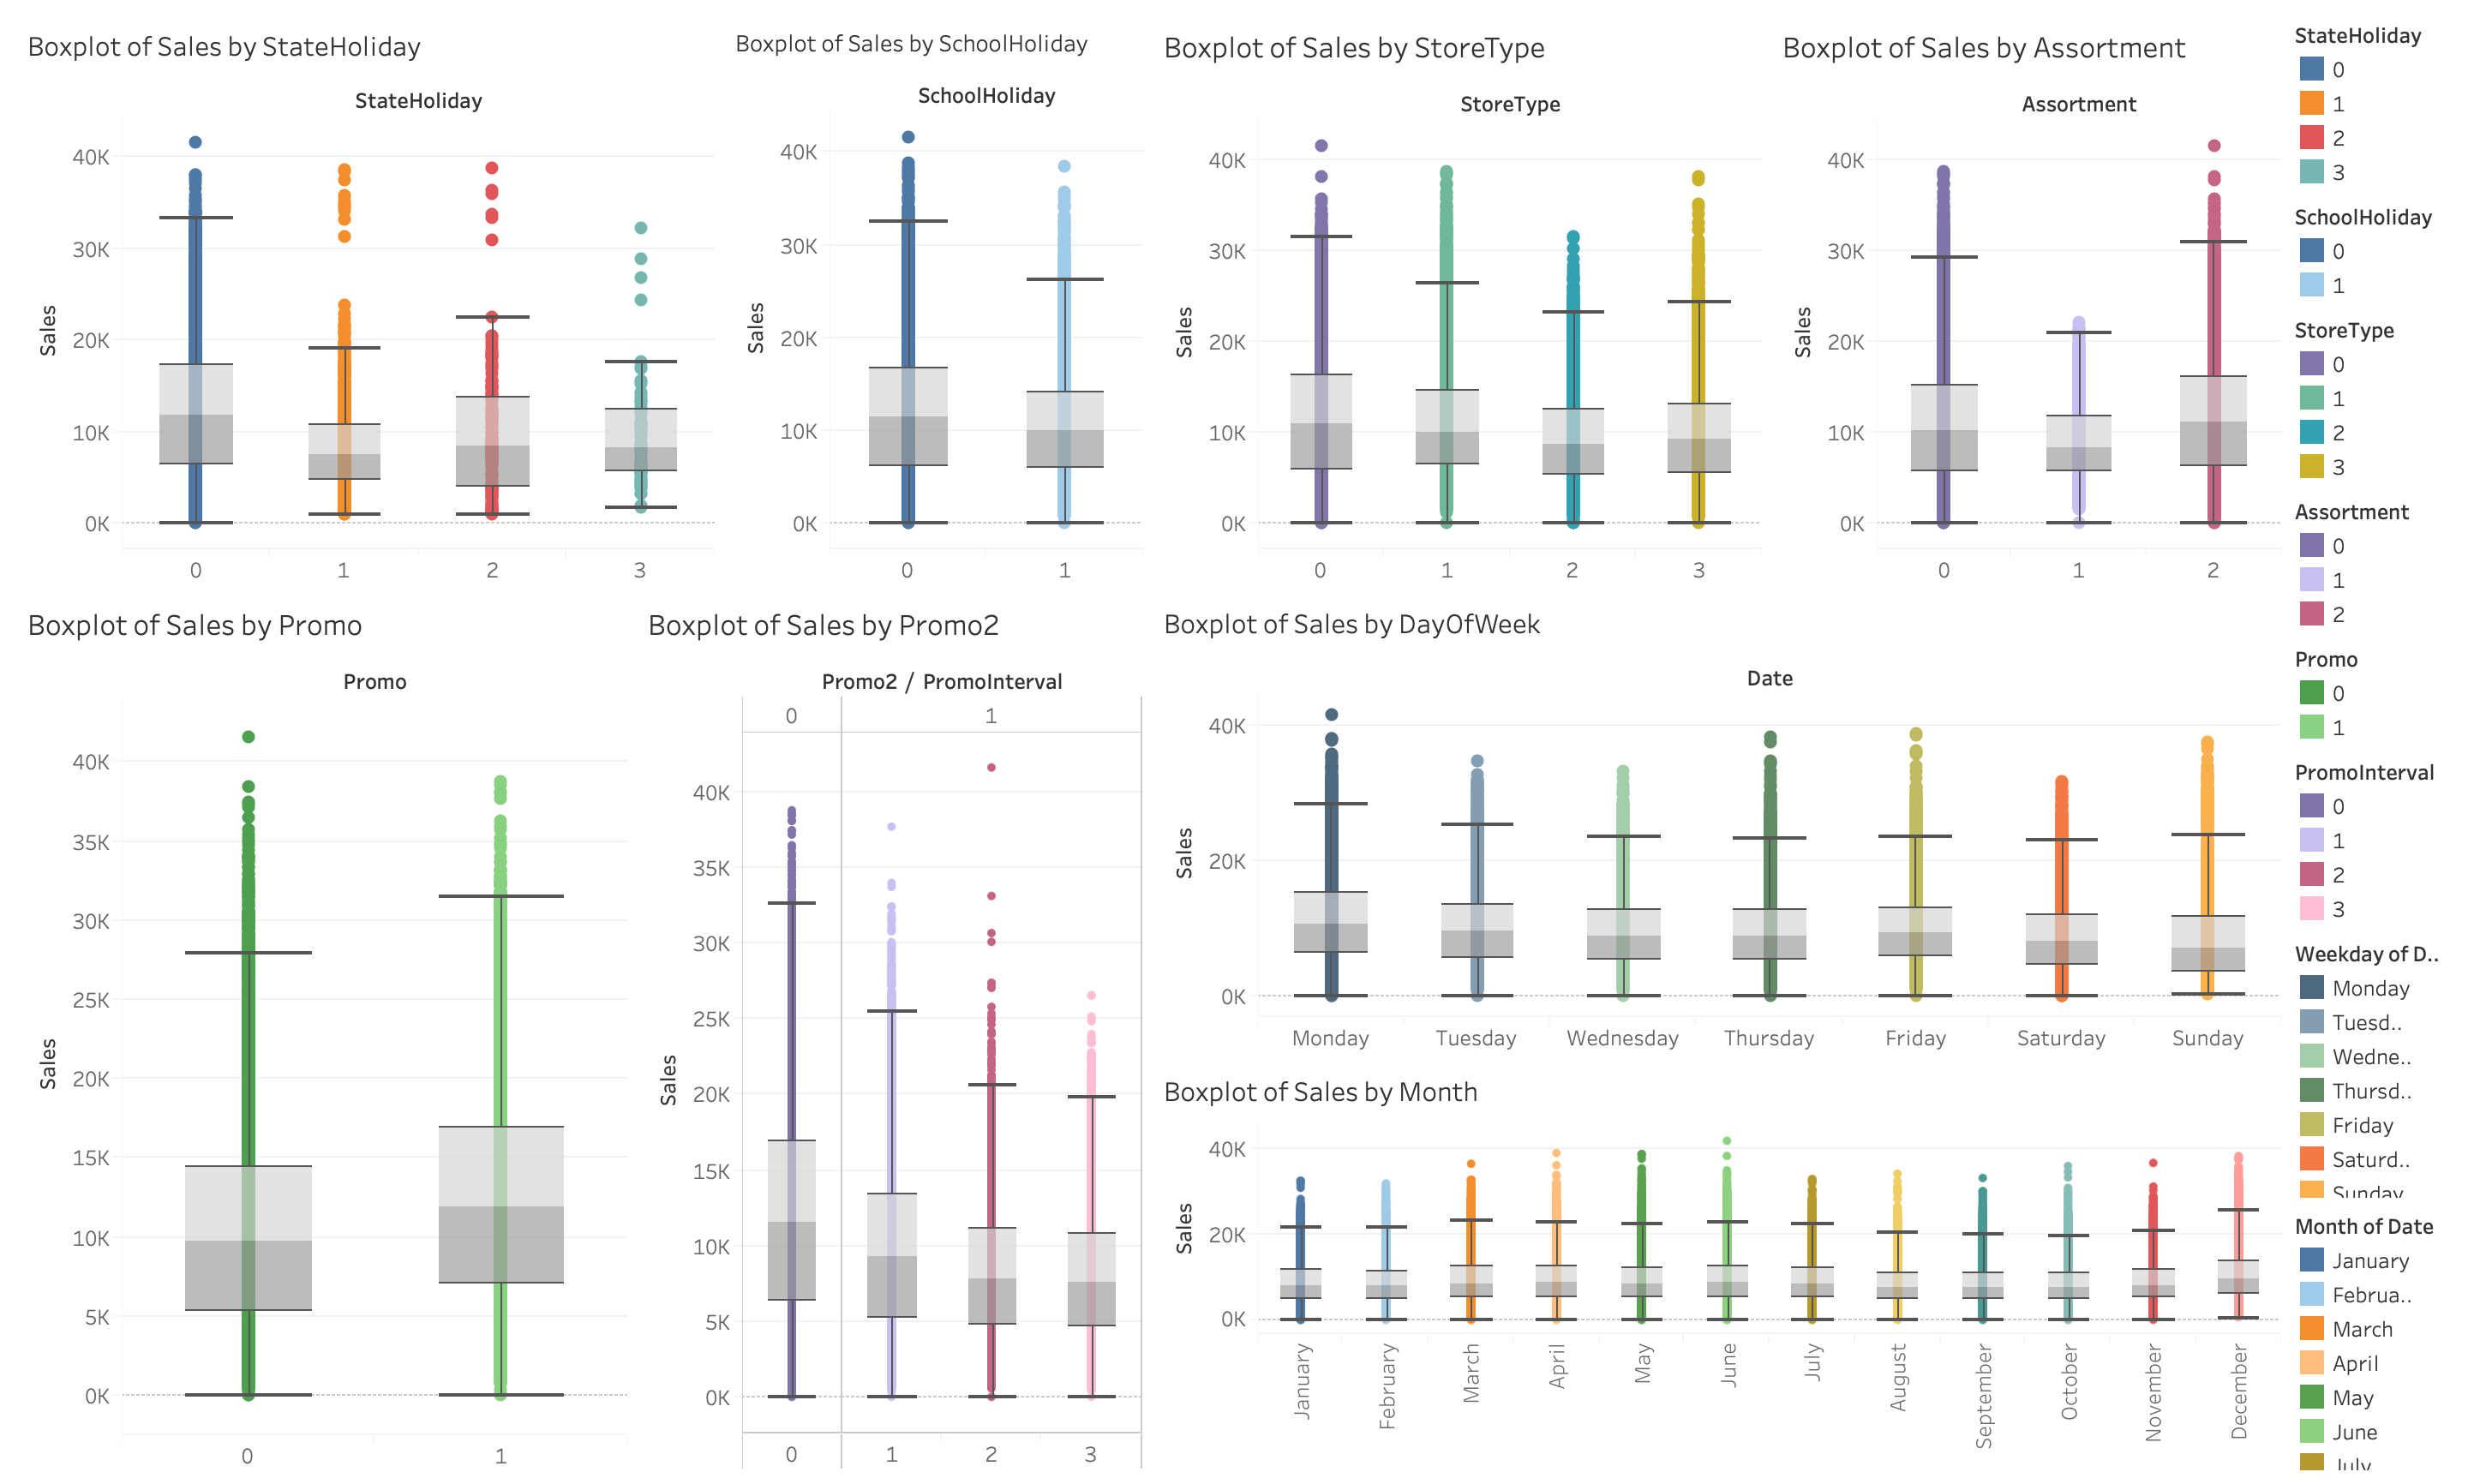 Boxplot of Sales by StateHoliday
StateHoliday
40K
30K
20K
10K
0K
Sales
0 1 2 3
Boxplot of Sales by SchoolHoliday
SchoolHoliday
40K
30K
20K
10K
0K
Sales
0 1
Boxplot of Sales by StoreType
StoreType
40K
30K
20K
10K
0K
Sales
0 1 2 3
Boxplot of Sales by Assortment
Assortment
40K
30K
20K
10K
0K
Sales
0 1 2
Boxplot of Sales by Promo
Promo
40K
35K
30K
25K
20K
15K
10K
5K
0K
Sales
0 1
Boxplot of Sales by Promo2
Promo2 / PromoInterval
0 1
40K
35K
30K
25K
20K
15K
10K
5K
0K
Sales
0 1 2 3
Boxplot of Sales by DayOfWeek
Date
40K
20K
0K
Sales
Monday Tuesday Wednesday Thursday Friday Saturday Sunday
Boxplot of Sales by Month
40K
20K
0K
Sales
January February March April May June July August September October November December
StateHoliday
0
1
2
3
SchoolHoliday
0
1
StoreType
0
1
2
3
Assortment
0
1
2
Promo
0
1
PromoInterval
0
1
2
3
Weekday of D..
Monday
Tuesd..
Wedne..
Thursd..
Friday
Saturd..
Sunday
Month of Date
January
Februa..
March
April
May
June
July